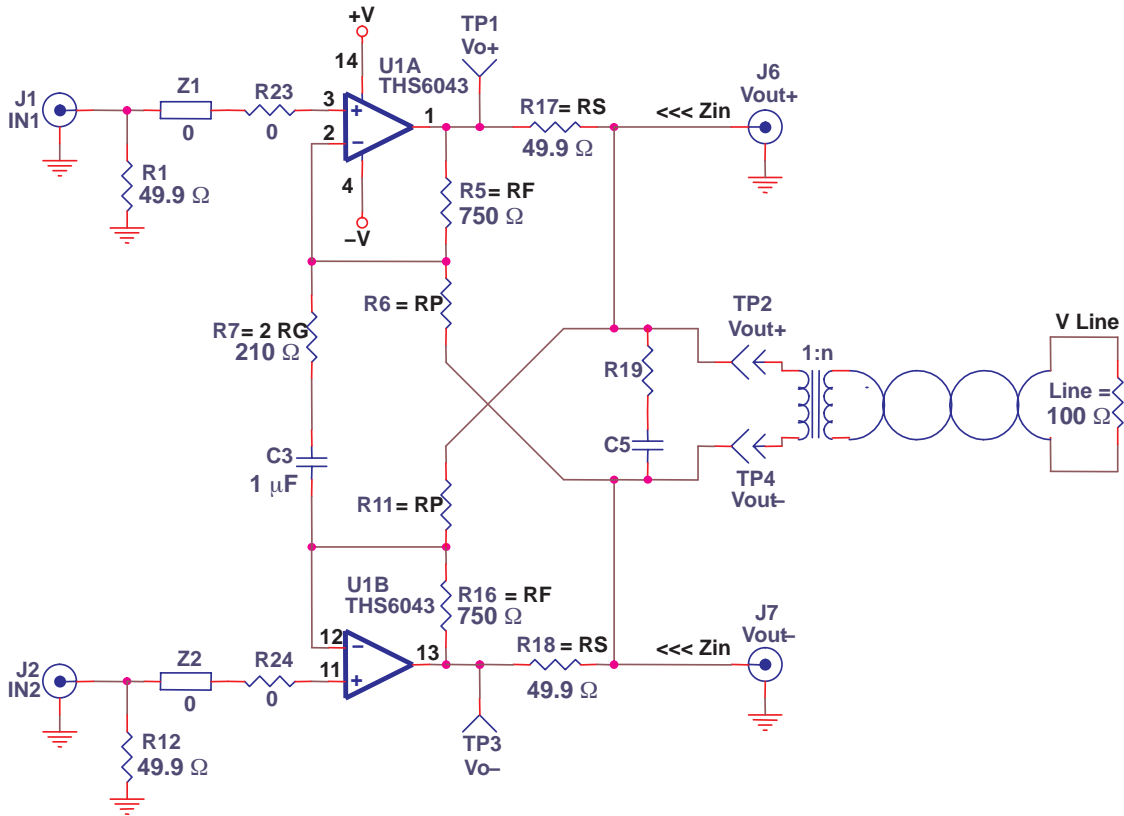 +V
14
TP1
Vo+
U1A
THS6043
J1
IN1
Z1
0
R23
0
3
+
2
–
1
4
–V
R1
49.9 Ω
R17= RS
49.9 Ω
<<< Zin
J6
Vout+
R5= RF
750 Ω
R6 = RP
R7= 2 RG
210 Ω
R19
TP2
Vout+
1:n
V Line
Line =
100 Ω
C3
1 µF
C5
TP4
Vout–
R11 = RP
U1B
THS6043
R16 = RF
750 Ω
12
–
11
+
13
R18 = RS
49.9 Ω
<<< Zin
J7
Vout–
J2
IN2
Z2
0
R24
0
R12
49.9 Ω
TP3
Vo–